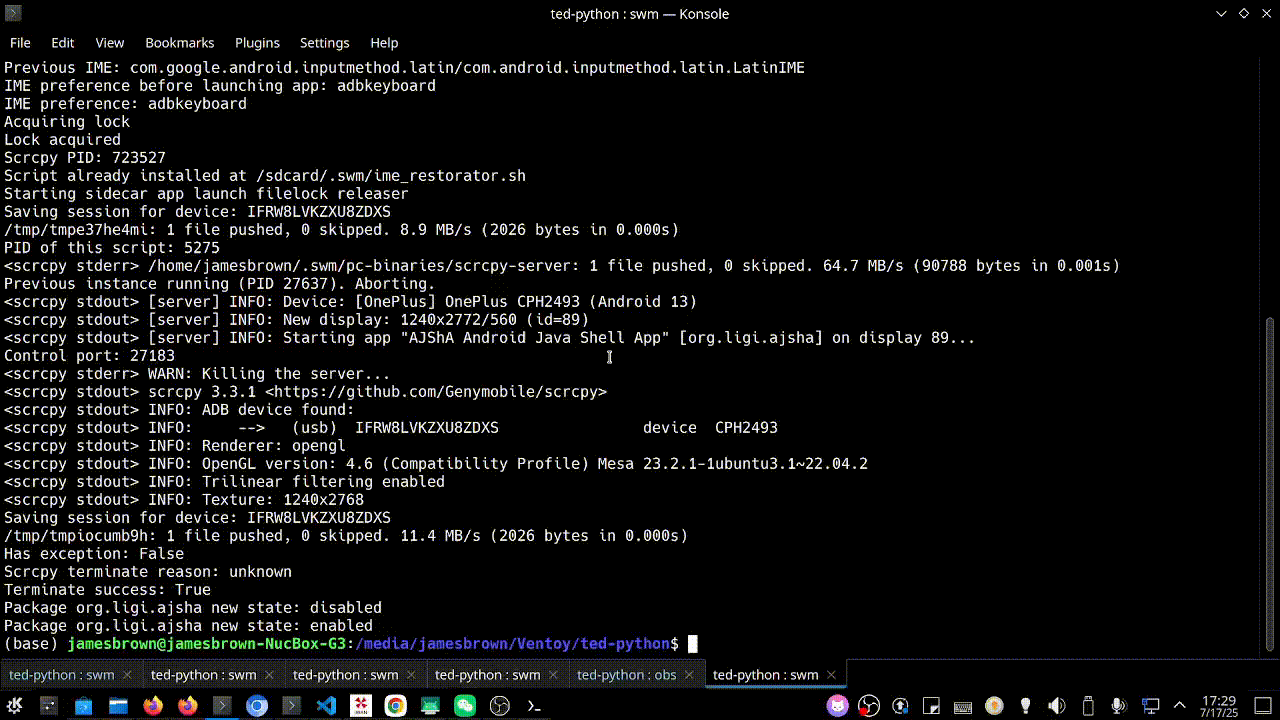 ted-python : swm — Konsole
File Edit View Bookmarks Plugins Settings Help
Previous IME: com.google.android.inputmethod.latin/com.android.inputmethod.latin.LatinIME
IME preference before launching app: adbkeyboard
IME preference: adbkeyboard
Acquiring lock
Lock acquired
Scrcpy PID: 723527
Script already installed at /sdcard/.swm/ime_restorator.sh
Starting sidecar app launch filelock releaser
Saving session for device: IFRW8LVKZXU8ZDXS
/tmp/tmpe37he4mi: 1 file pushed, 0 skipped. 8.9 MB/s (2026 bytes in 0.000s)
PID of this script: 5275
<scrcpy stderr> /home/jamesbrown/.swm/pc-binaries/scrcpy-server: 1 file pushed, 0 skipped. 64.7 MB/s (90788 bytes in 0.001s)
Previous instance running (PID 27637). Aborting.
<scrcpy stdout> [server] INFO: Device: [OnePlus] OnePlus CPH2493 (Android 13)
<scrcpy stdout> [server] INFO: New display: 1240x2772/560 (id=89)
<scrcpy stdout> [server] INFO: Starting app "AJShA Android Java Shell App" [org.ligi.ajsha] on display 89...
Control port: 27183
<scrcpy stderr> WARN: Killing the server...
<scrcpy stdout> scrcpy 3.3.1 <https://github.com/Genymobile/scrcpy>
<scrcpy stdout> INFO: ADB device found:
<scrcpy stdout> INFO:     -->   (usb)  IFRW8LVKZXU8ZDXS                device  CPH2493
<scrcpy stdout> INFO: Renderer: opengl
<scrcpy stdout> INFO: OpenGL version: 4.6 (Compatibility Profile) Mesa 23.2.1-1ubuntu3.1~22.04.2
<scrcpy stdout> INFO: Trilinear filtering enabled
<scrcpy stdout> INFO: Texture: 1240x2768
Saving session for device: IFRW8LVKZXU8ZDXS
/tmp/tmpiocumb9h: 1 file pushed, 0 skipped. 11.4 MB/s (2026 bytes in 0.000s)
Has exception: False
Scrcpy terminate reason: unknown
Terminate success: True
Package org.ligi.ajsha new state: disabled
Package org.ligi.ajsha new state: enabled
(base) jamesbrown@jamesbrown-NucBox-G3:/media/jamesbrown/Ventoy/ted-python$
ted-python : swm ted-python : swm ted-python : swm ted-python : swm ted-python : obs ted-python : swm
17:29
7/17/25